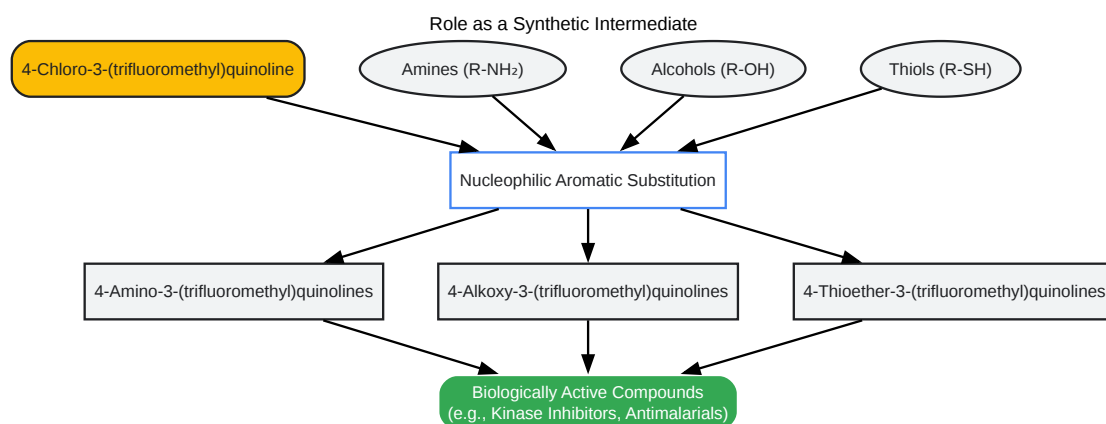 Role as a Synthetic Intermediate
4-Chloro-3-(trifluoromethyl)quinoline
Amines (R-NH₂)
Alcohols (R-OH)
Thiols (R-SH)
Nucleophilic Aromatic Substitution
4-Amino-3-(trifluoromethyl)quinolines
4-Alkoxy-3-(trifluoromethyl)quinolines
4-Thioether-3-(trifluoromethyl)quinolines
Biologically Active Compounds
(e.g., Kinase Inhibitors, Antimalarials)